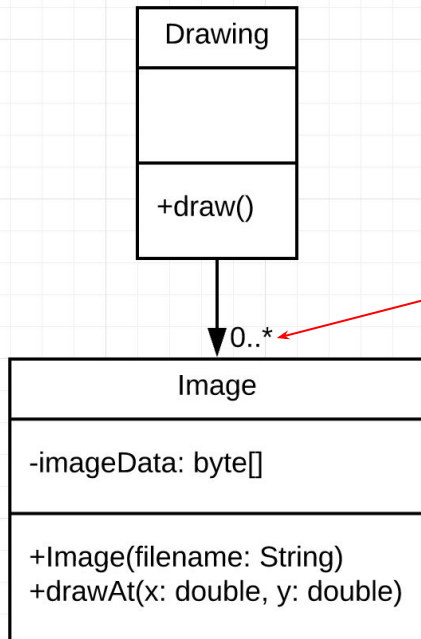 Drawing
+draw()
0..*
Image
-imageData: byte[]
+Image(filename: String)
+drawAt(x: double, y: double)